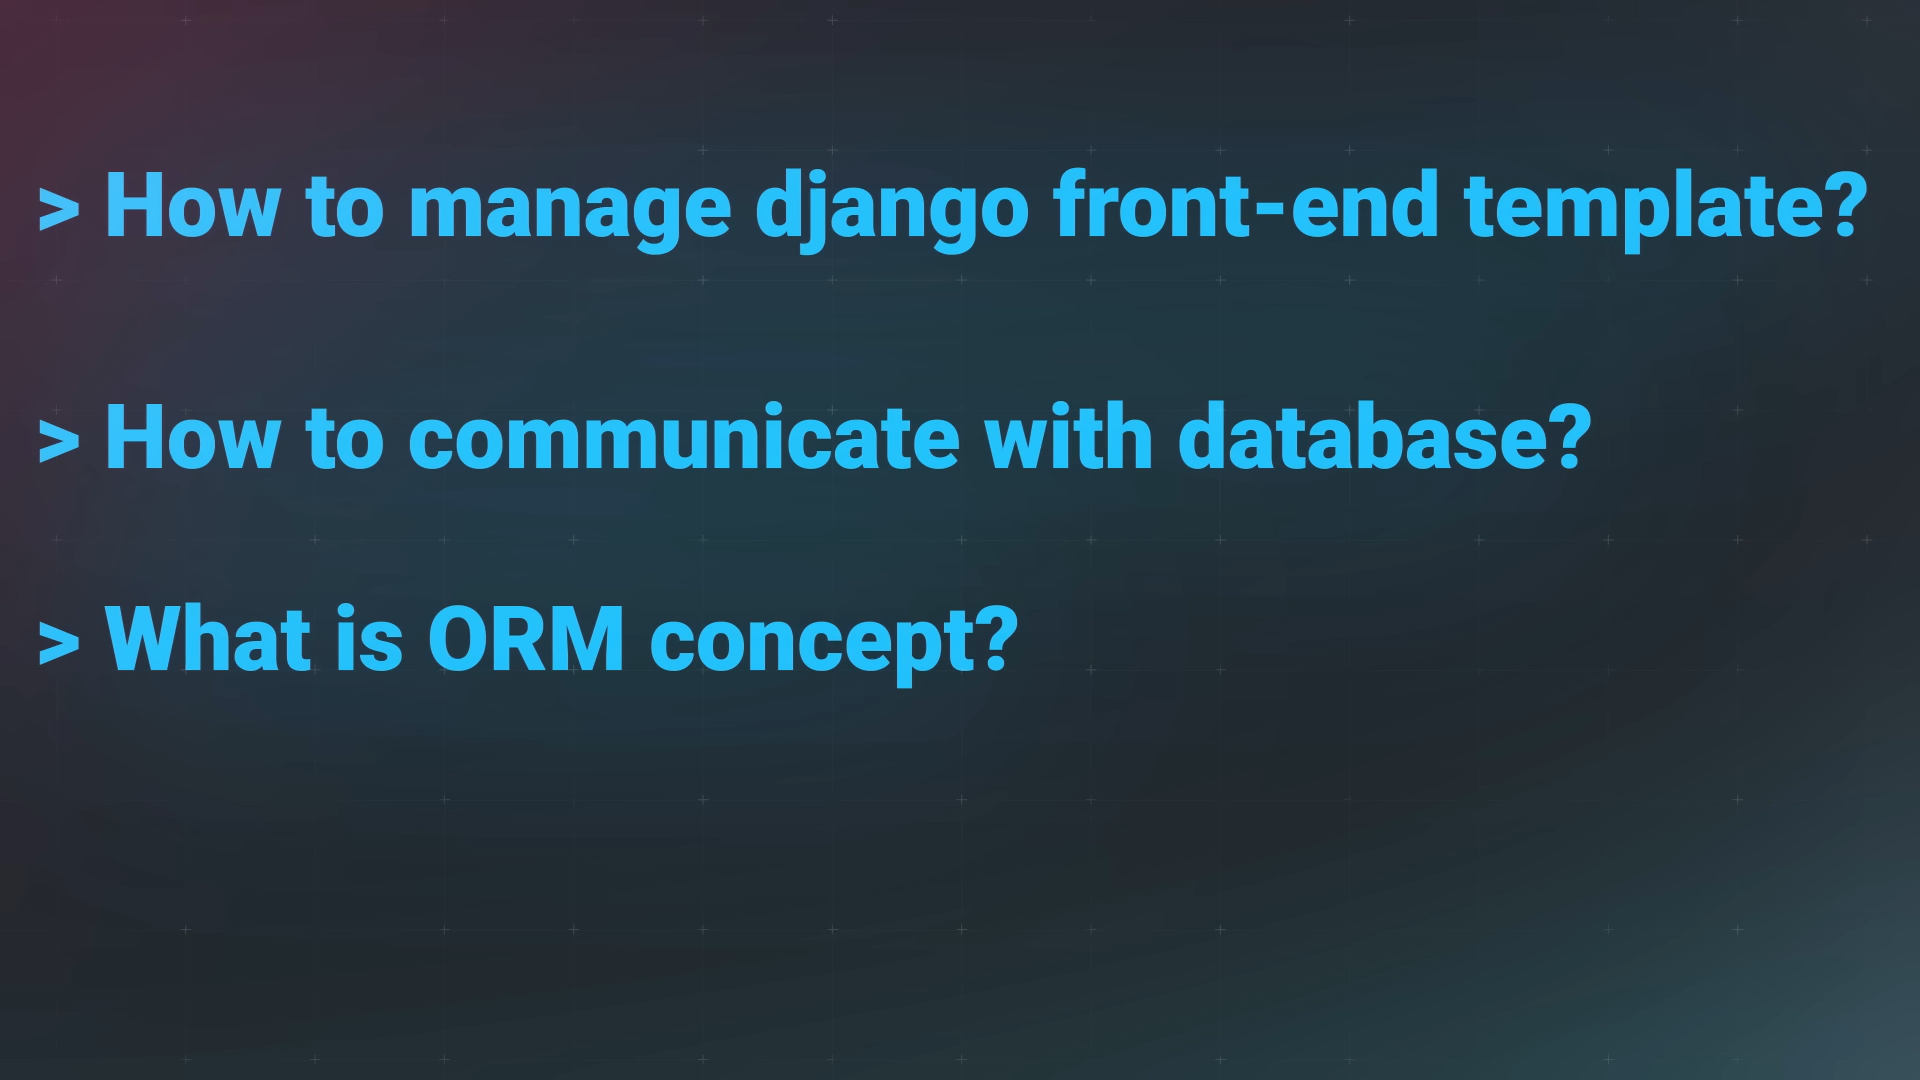 > How to manage django front-end template?
> How to communicate with database?
> What is ORM concept?